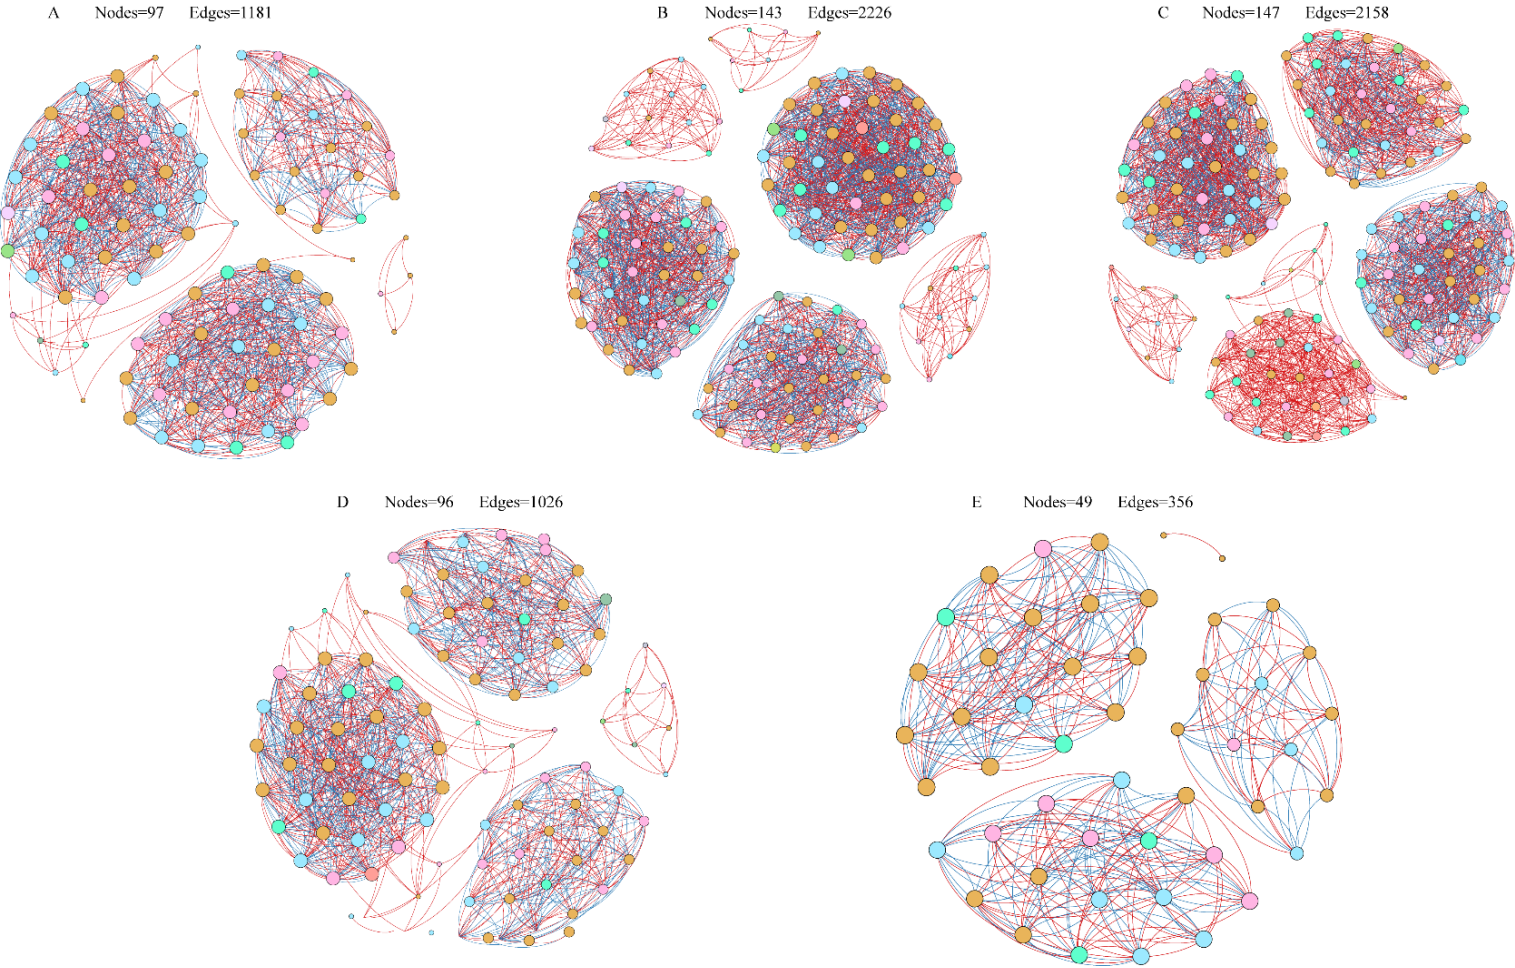 A Nodes=97 Edges=1181
B Nodes=143 Edges=2226
C Nodes=147 Edges=2158
D Nodes=96 Edges=1026
E Nodes=49 Edges=356